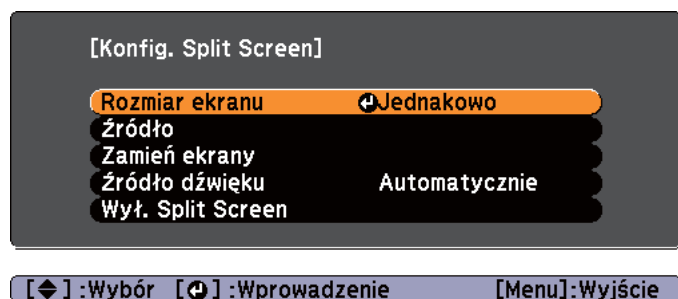 [Konfig. Split Screen]
Rozmiar ekranu Jednakowo
Źródło
Zamień ekrany
Źródło dźwięku Automatycznie
Wył. Split Screen
[◆] :Wybór [⏎] :Wprowadzenie [Menu]:Wyjście